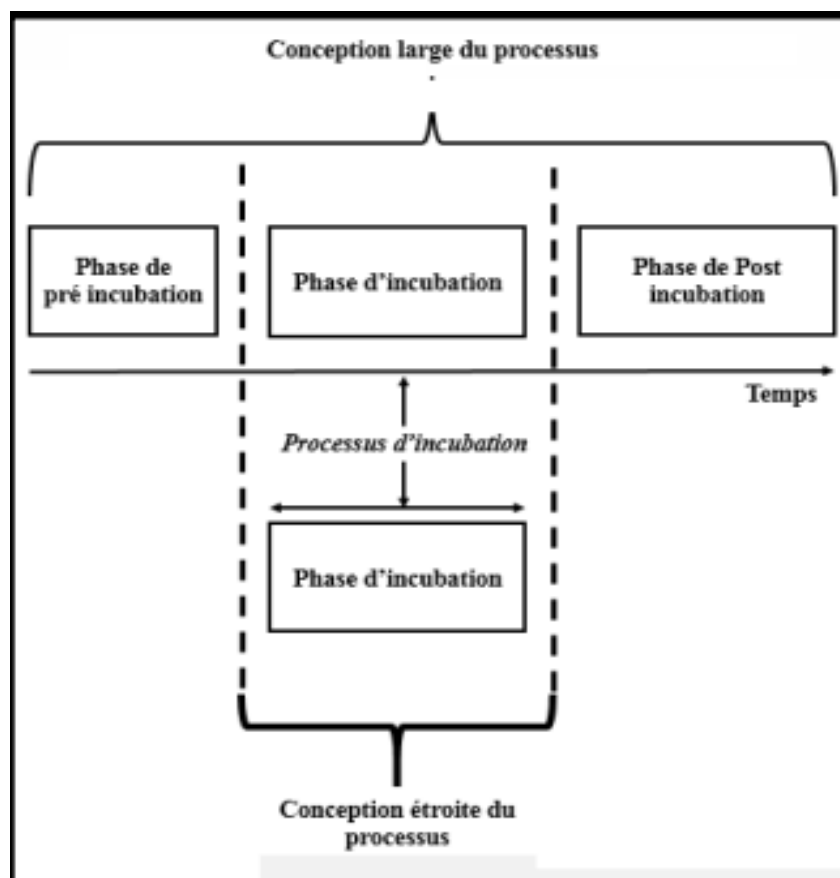 Conception large du processus
Phase de
pré incubation
Phase d'incubation
Phase de Post
incubation
Temps
Processus d'incubation
Phase d'incubation
Conception étroite du
processus